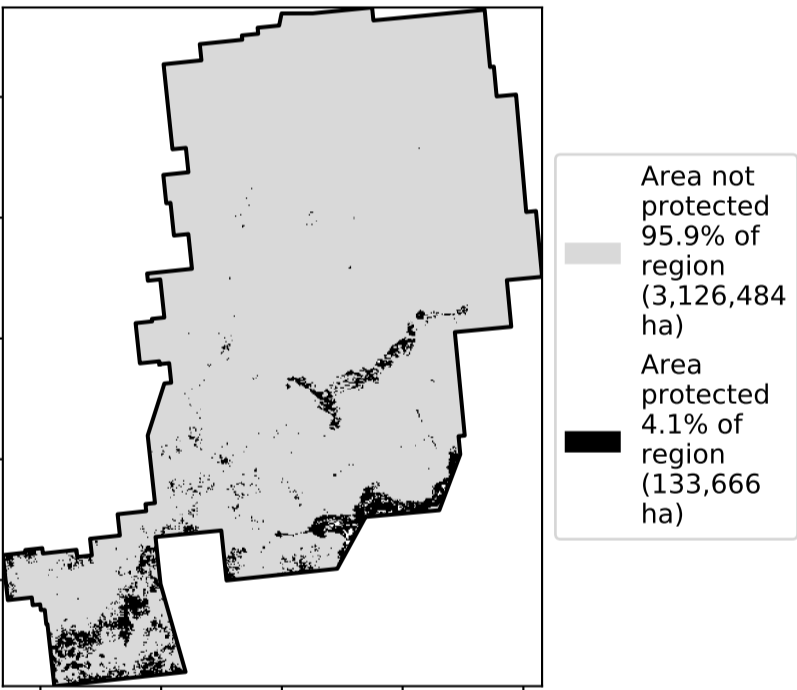 Area not
protected
95.9% of
region
(3,126,484
ha)
Area
protected
4.1% of
region
(133,666
ha)